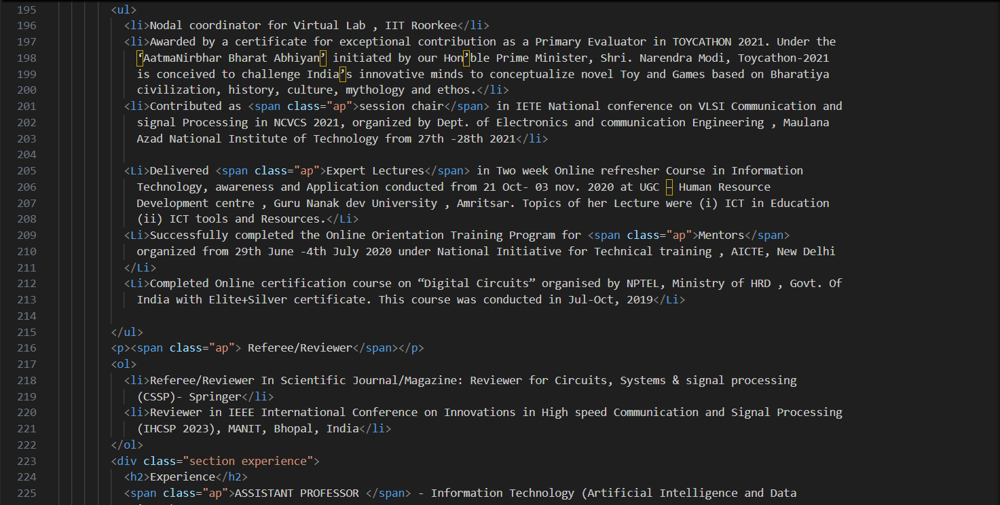 195 <ul>
196 <li>Nodal coordinator for Virtual Lab , IIT Roorkee</li>
197 <li>Awarded by a certificate for exceptional contribution as a Primary Evaluator in TOYCATHON 2021. Under the
198 ‘AatmaNirbhar Bharat Abhiyan’ initiated by our Hon’ble Prime Minister, Shri. Narendra Modi, Toycathon-2021
199 is conceived to challenge India’s innovative minds to conceptualize novel Toy and Games based on Bharatiya
200 civilization, history, culture, mythology and ethos.</li>
201 <li>Contributed as <span class="ap">session chair</span> in IETE National conference on VLSI Communication and
202 signal Processing in NCVCS 2021, organized by Dept. of Electronics and communication Engineering , Maulana
203 Azad National Institute of Technology from 27th -28th 2021</li>
204
205 <Li>Delivered <span class="ap">Expert Lectures</span> in Two week Online refresher Course in Information
206 Technology, awareness and Application conducted from 21 Oct- 03 nov. 2020 at UGC – Human Resource
207 Development centre , Guru Nanak dev University , Amritsar. Topics of her Lecture were (i) ICT in Education
208 (ii) ICT tools and Resources.</Li>
209 <Li>Successfully completed the Online Orientation Training Program for <span class="ap">Mentors</span>
210 organized from 29th June -4th July 2020 under National Initiative for Technical training , AICTE, New Delhi
211 </Li>
212 <Li>Completed Online certification course on “Digital Circuits” organised by NPTEL, Ministry of HRD , Govt. Of
213 India with Elite+Silver certificate. This course was conducted in Jul-Oct, 2019</Li>
214
215 </ul>
216 <p><span class="ap"> Referee/Reviewer</span></p>
217 <ol>
218 <li>Referee/Reviewer In Scientific Journal/Magazine: Reviewer for Circuits, Systems & signal processing
219 (CSSP)- Springer</li>
220 <li>Reviewer in IEEE International Conference on Innovations in High speed Communication and Signal Processing
221 (IHCSP 2023), MANIT, Bhopal, India</li>
222 </ol>
223 <div class="section experience">
224 <h2>Experience</h2>
225 <span class="ap">ASSISTANT PROFESSOR </span> - Information Technology (Artificial Intelligence and Data